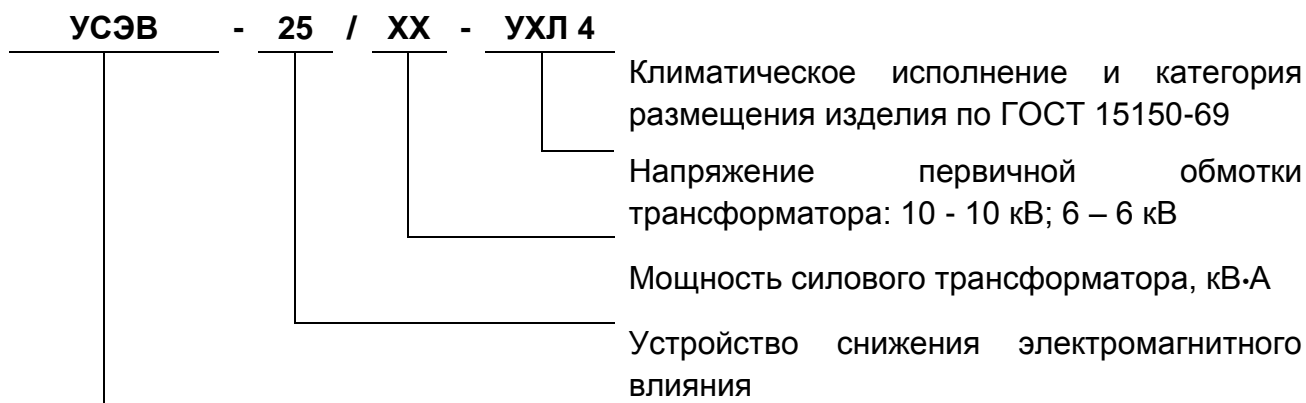 УСЭВ - 25 / ХХ - УХЛ 4
Климатическое исполнение и категория
размещения изделия по ГОСТ 15150-69
Напряжение первичной обмотки
трансформатора: 10 - 10 кВ; 6 – 6 кВ
Мощность силового трансформатора, кВ•А
Устройство снижения электромагнитного
влияния